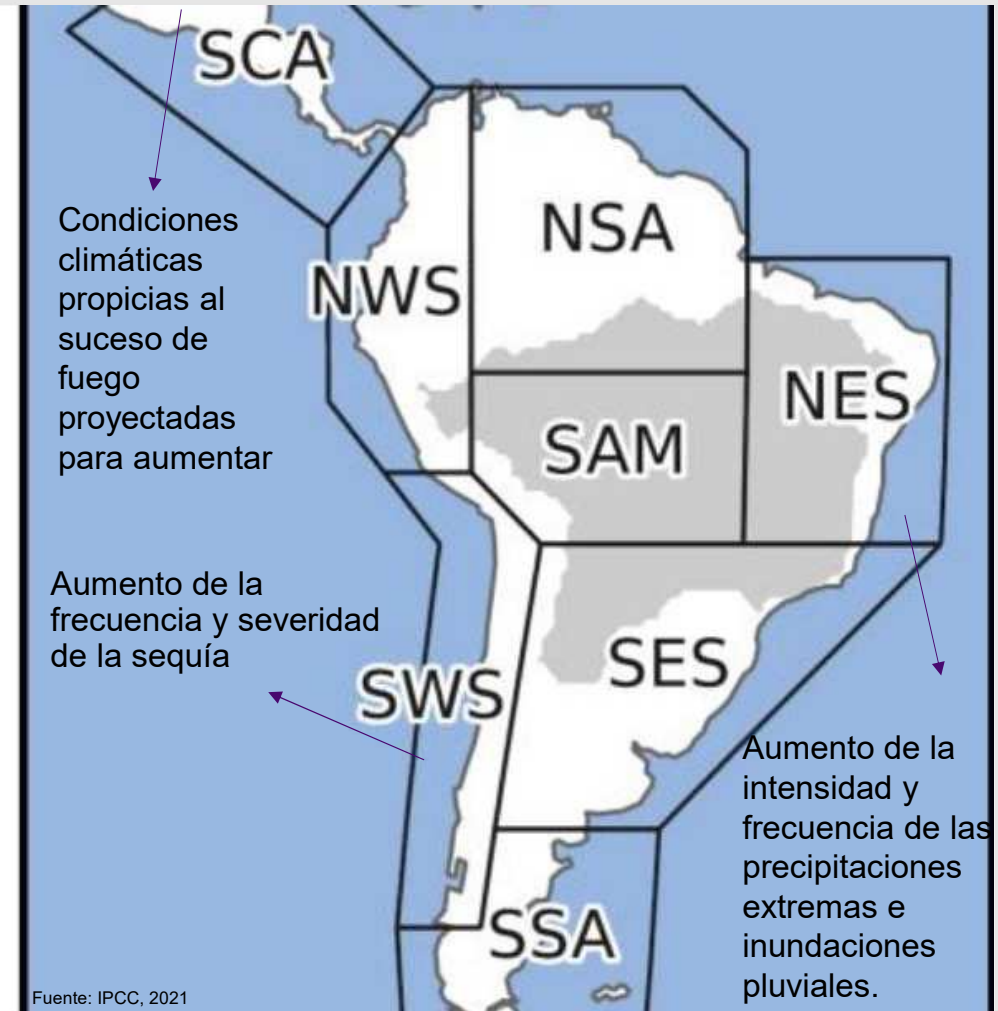 SCA
Condiciones
climáticas
propicias al
suceso de
fuego
proyectadas
para aumentar
NWS
NSA
NES
SAM
Aumento de la
frecuencia y severidad
de la sequía
SWS
SES
Aumento de la
intensidad y
frecuencia de las
precipitaciones
extremas e
inundaciones
pluviales.
SSA
Fuente: IPCC, 2021